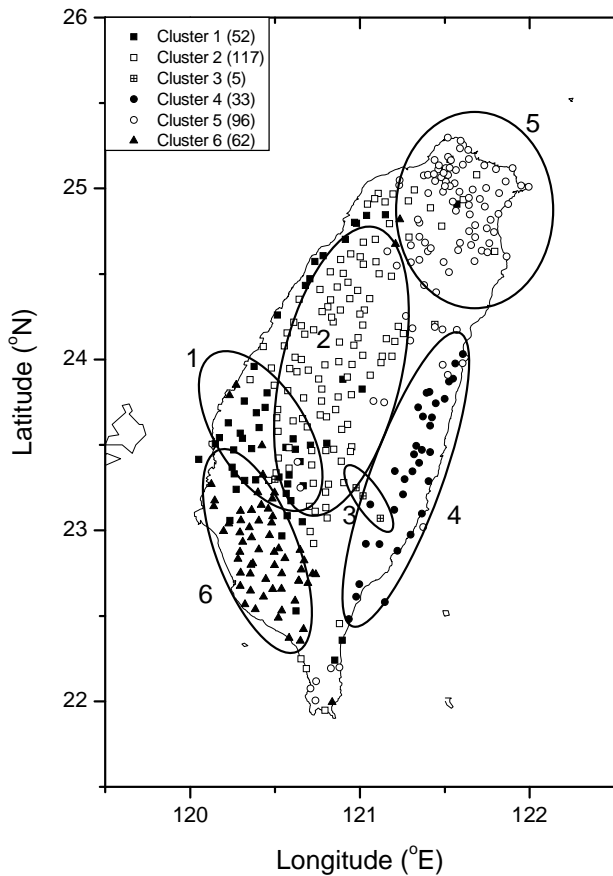 26
Cluster 1 (52)
Cluster 2 (117)
Cluster 3 (5)
Cluster 4 (33)
Cluster 5 (96)
Cluster 6 (62)
5
25
2
1
24
Latitude (°N)
3
4
23
6
22
120
121
122
Longitude (°E)